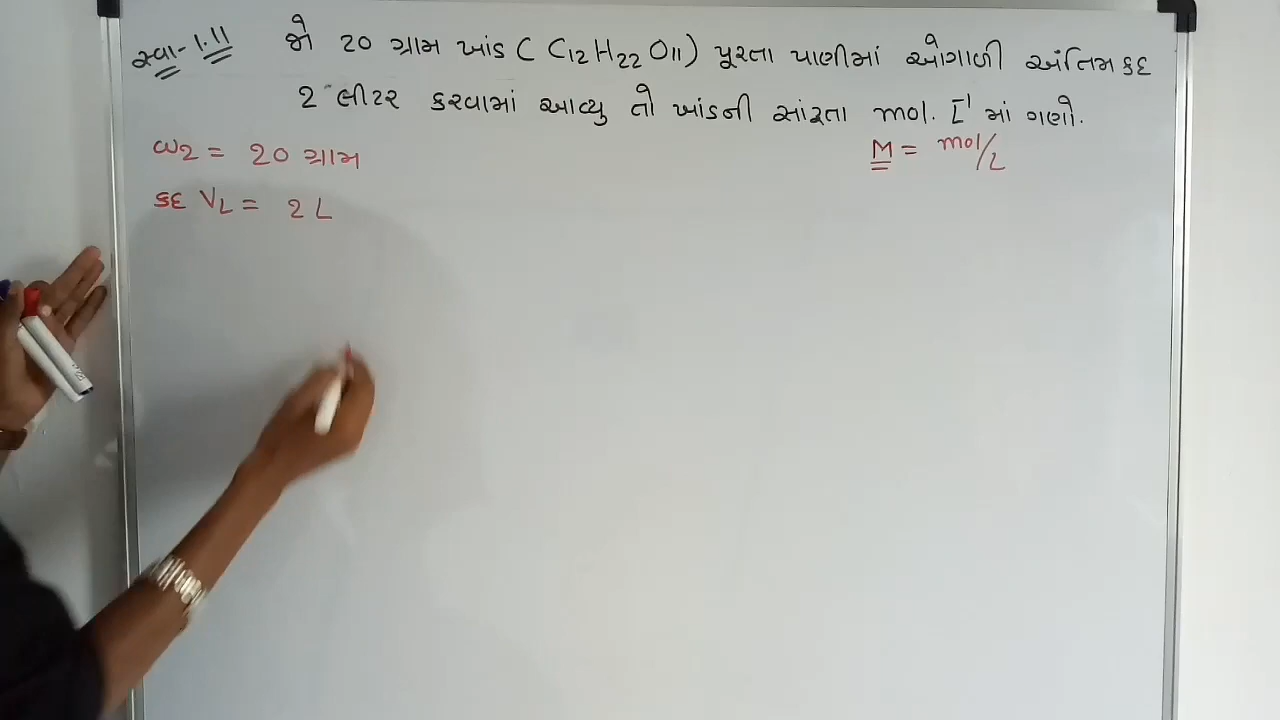 સ્વા-1.11 જો 20 ગ્રામ ખાંડ ( C12H22O11) પૂરતા પાણીમાં ઓગાળી અંતિમ કદ
2 લીટર કરવામાં આવ્યુ તો ખાંડની સાંદ્રતા mol. L⁻¹ માં ગણો.
W2 = 20 ગ્રામ
M = mol/L
કદ VL = 2 L